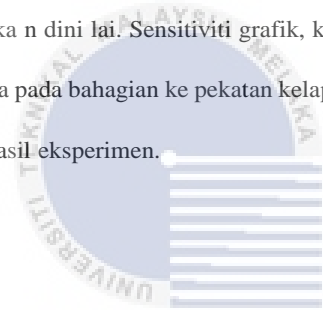 ka n dini lai. Sensitiviti grafik, k
a pada bahagian ke pekatan kelap
asil eksperimen.